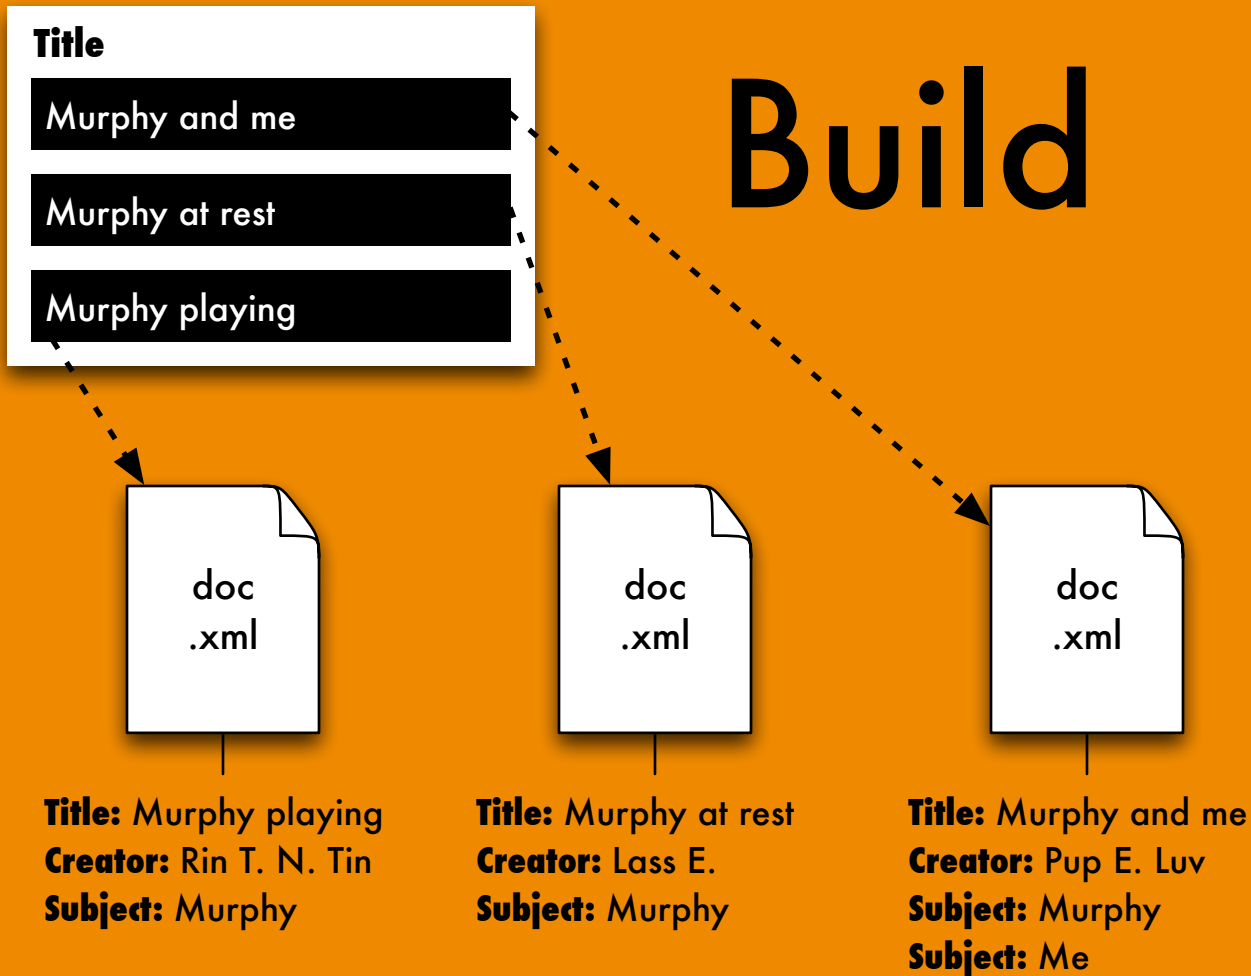 Title
Murphy and me
Murphy at rest
Murphy playing
Build
doc
.xml
doc
.xml
doc
.xml
Title: Murphy playing
Creator: Rin T. N. Tin
Subject: Murphy
Title: Murphy at rest
Creator: Lass E.
Subject: Murphy
Title: Murphy and me
Creator: Pup E. Luv
Subject: Murphy
Subject: Me